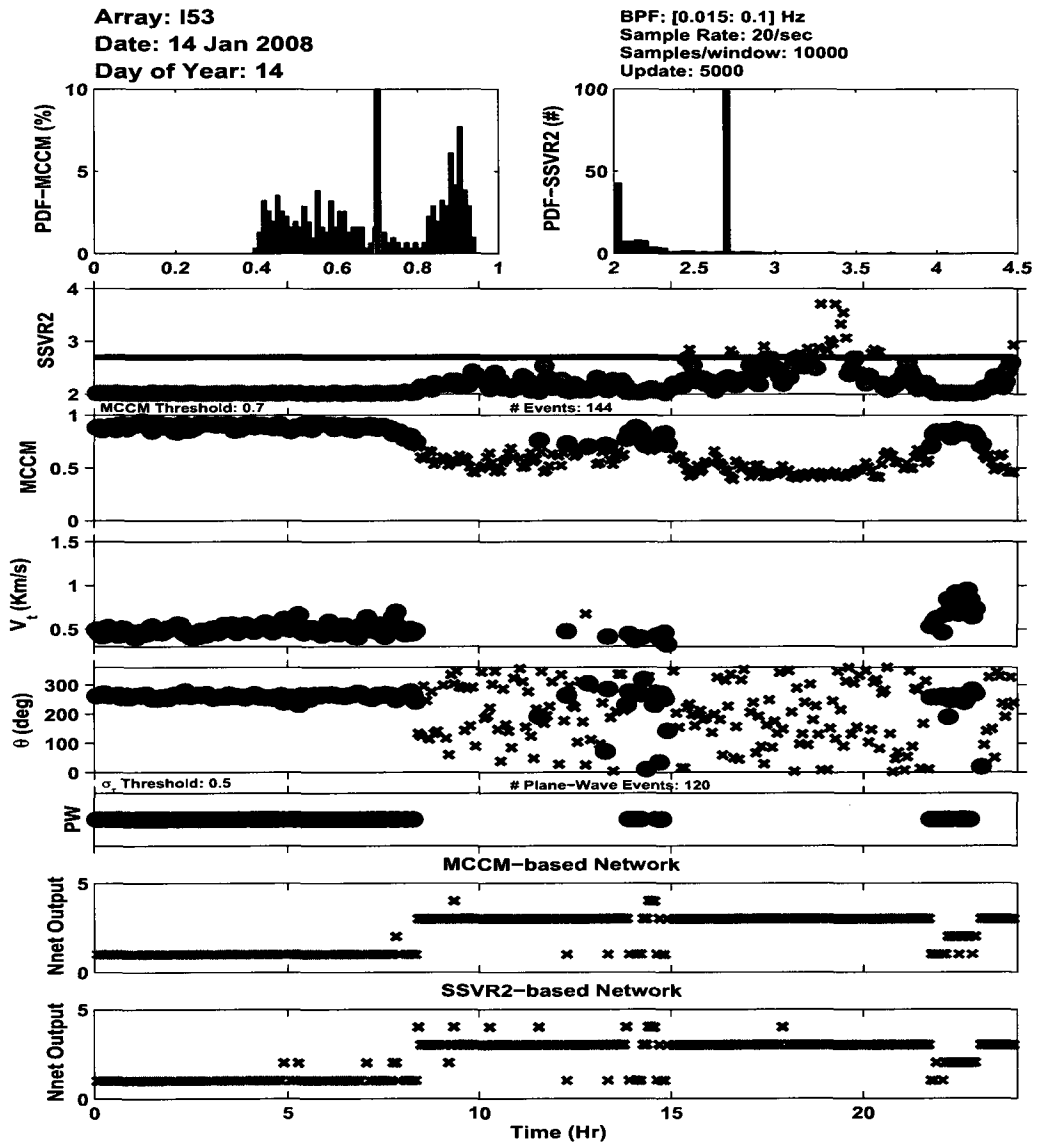 Array: I53
Date: 14 Jan 2008
Day of Year: 14
BPF: [0.015: 0.1] Hz
Sample Rate: 20/sec
Samples/window: 10000
Update: 5000
PDF−MCCM (%)
10
5
0
0 0.2 0.4 0.6 0.8 1
PDF−SSVR2 (#)
100
50
0
2 2.5 3 3.5 4 4.5
SSVR2
4
3
2
MCCM Threshold: 0.7
# Events: 144
MCCM
1
0.5
0
V_t (Km/s)
1.5
1
0.5
θ (deg)
300
200
100
0
σ_τ Threshold: 0.5
# Plane−Wave Events: 120
PW
MCCM−based Network
Nnet Output
5
0
SSVR2−based Network
Nnet Output
5
0
0 5 10 15 20
Time (Hr)